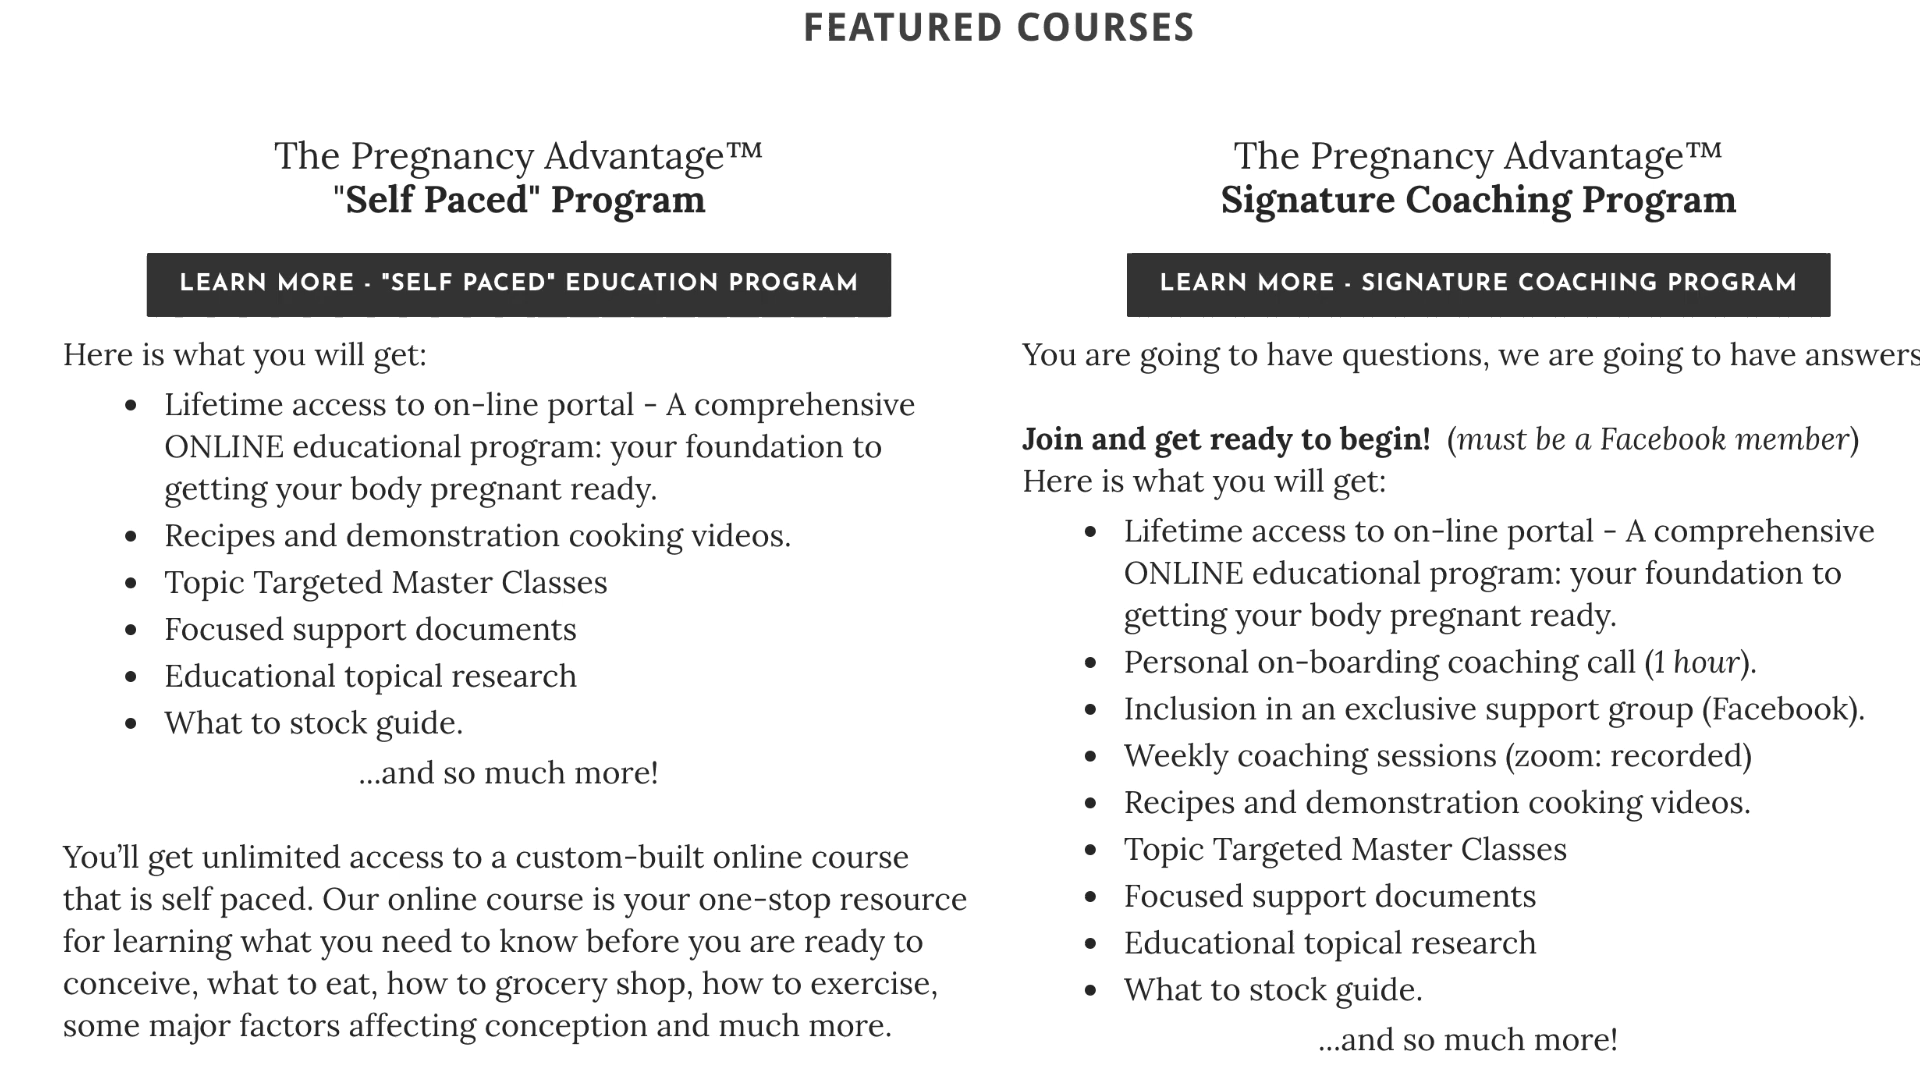 FEATURED COURSES
The Pregnancy Advantage™
"Self Paced" Program
LEARN MORE - "SELF PACED" EDUCATION PROGRAM
Here is what you will get:
• Lifetime access to on-line portal - A comprehensive
ONLINE educational program: your foundation to
getting your body pregnant ready.
• Recipes and demonstration cooking videos.
• Topic Targeted Master Classes
• Focused support documents
• Educational topical research
• What to stock guide.
...and so much more!
You’ll get unlimited access to a custom-built online course
that is self paced. Our online course is your one-stop resource
for learning what you need to know before you are ready to
conceive, what to eat, how to grocery shop, how to exercise,
some major factors affecting conception and much more.
The Pregnancy Advantage™
Signature Coaching Program
LEARN MORE - SIGNATURE COACHING PROGRAM
You are going to have questions, we are going to have answers
Join and get ready to begin! (must be a Facebook member)
Here is what you will get:
• Lifetime access to on-line portal - A comprehensive
ONLINE educational program: your foundation to
getting your body pregnant ready.
• Personal on-boarding coaching call (1 hour).
• Inclusion in an exclusive support group (Facebook).
• Weekly coaching sessions (zoom: recorded)
• Recipes and demonstration cooking videos.
• Topic Targeted Master Classes
• Focused support documents
• Educational topical research
• What to stock guide.
...and so much more!